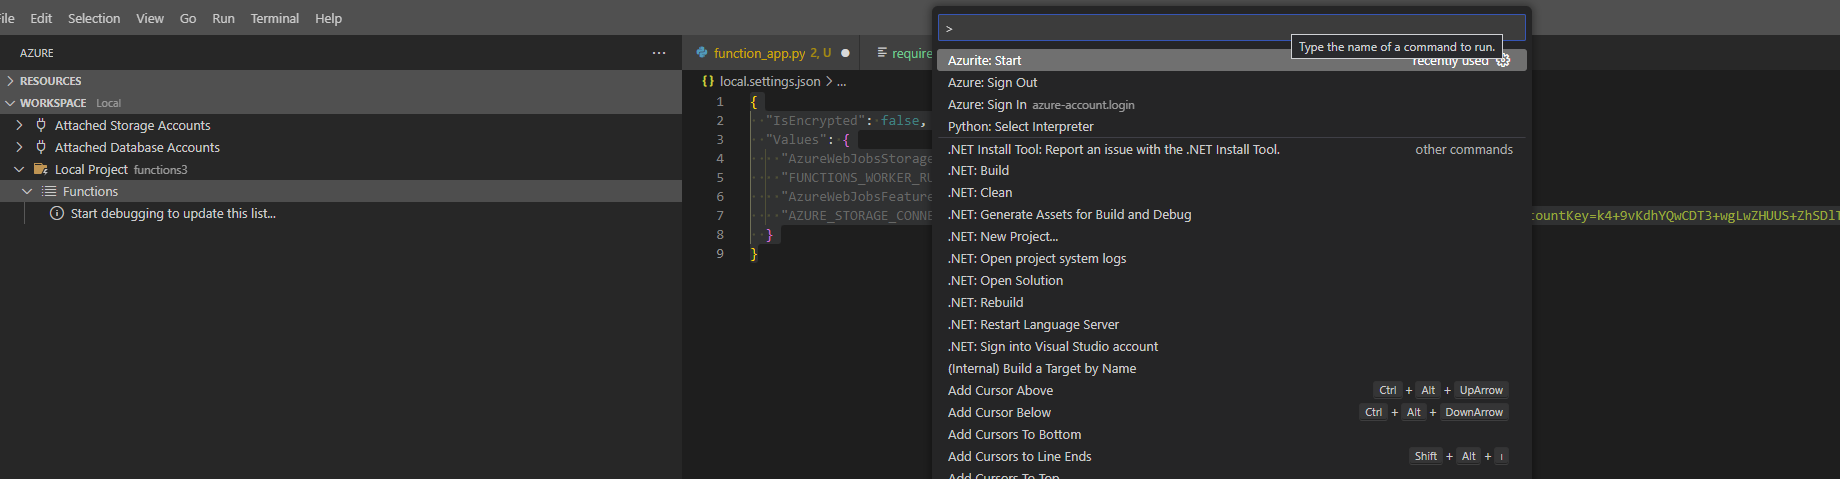 File Edit Selection View Go Run Terminal Help
AZURE ...
RESOURCES
WORKSPACE Local
Attached Storage Accounts
Attached Database Accounts
Local Project functions3
Functions
Start debugging to update this list...
function_app.py 2, U
require
local.settings.json > ...
1 {
2 "IsEncrypted": false,
3 "Values": {
4 "AzureWebJobsStorage
5 "FUNCTIONS_WORKER_RU
6 "AzureWebJobsFeature
7 "AZURE_STORAGE_CONNE
8 }
9 }
>
Type the name of a command to run.
Azurite: Start recently used
Azure: Sign Out
Azure: Sign In azure-account.login
Python: Select Interpreter
.NET Install Tool: Report an issue with the .NET Install Tool. other commands
.NET: Build
.NET: Clean
.NET: Generate Assets for Build and Debug
.NET: New Project...
.NET: Open project system logs
.NET: Open Solution
.NET: Rebuild
.NET: Restart Language Server
.NET: Sign into Visual Studio account
(Internal) Build a Target by Name
Add Cursor Above Ctrl + Alt + UpArrow
Add Cursor Below Ctrl + Alt + DownArrow
Add Cursors To Bottom
Add Cursors to Line Ends Shift + Alt + I
Add Cursors To Top
countKey=k4+9vKdhYQwCDT3+wgLwZHUUS+ZhSDlT